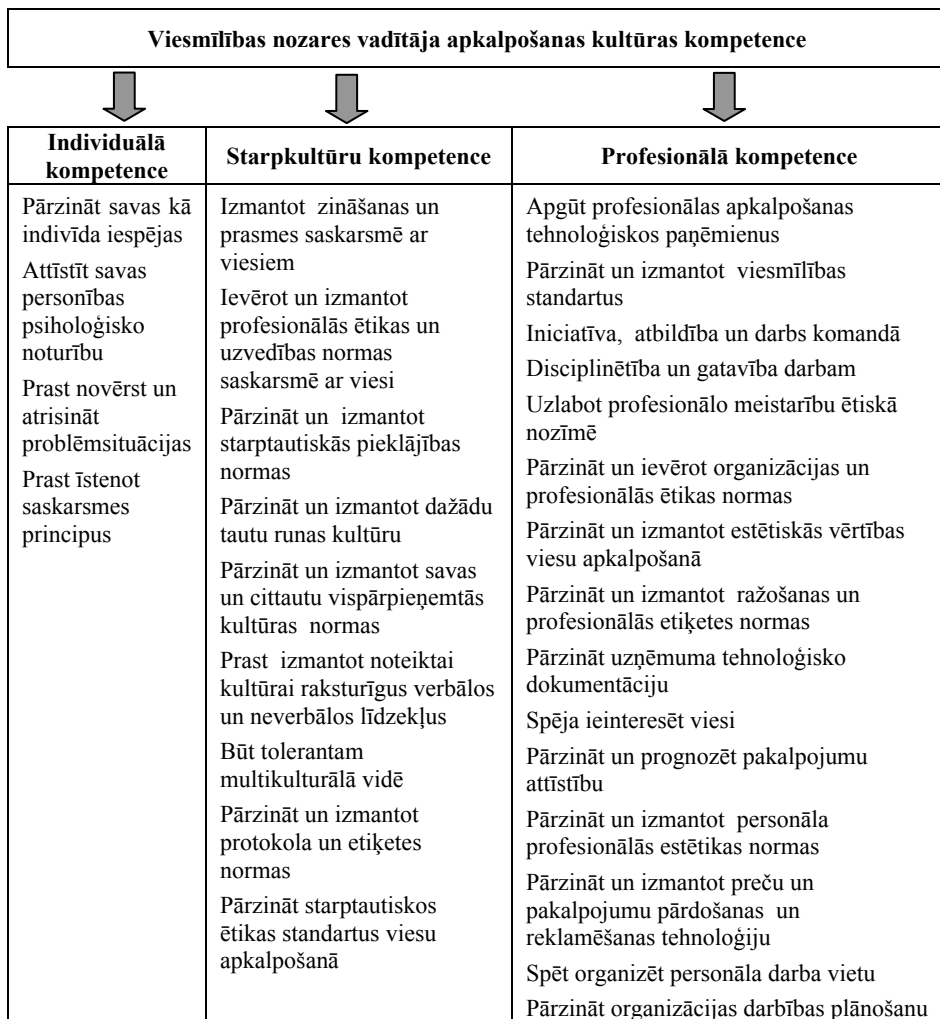 Viesmīlības nozares vadītāja apkalpošanas kultūras kompetence
Individuālā
kompetence
Pārzināt savas kā
indivīda iespējas
Attīstīt savas
personības
psiholoģisko
noturību
Prast novērst un
atrisināt
problēmsituācijas
Prast īstenot
saskarsmes
principus
Starpkultūru kompetence
Izmantot zināšanas un
prasmes saskarsmē ar
viesiem
Ievērot un izmantot
profesionālās ētikas un
uzvedības normas
saskarsmē ar viesi
Pārzināt un izmantot
starptautiskās pieklājības
normas
Pārzināt un izmantot dažādu
tautu runas kultūru
Pārzināt un izmantot savas
un cittautu vispārpieņemtās
kultūras normas
Prast izmantot noteiktai
kultūrai raksturīgus verbālos
un neverbālos līdzekļus
Būt tolerantam
multikulturālā vidē
Pārzināt un izmantot
protokola un etiķetes
normas
Pārzināt starptautiskos
ētikas standartus viesu
apkalpošanā
Profesionālā kompetence
Apgūt profesionālas apkalpošanas
tehnoloģiskos paņēmienus
Pārzināt un izmantot viesmīlības
standartus
Iniciatīva, atbildība un darbs komandā
Disciplinētība un gatavība darbam
Uzlabot profesionālo meistarību ētiskā
nozīmē
Pārzināt un ievērot organizācijas un
profesionālās ētikas normas
Pārzināt un izmantot estētiskās vērtības
viesu apkalpošanā
Pārzināt un izmantot ražošanas un
profesionālās etiķetes normas
Pārzināt uzņēmuma tehnoloģisko
dokumentāciju
Spēja ieinteresēt viesi
Pārzināt un prognozēt pakalpojumu
attīstību
Pārzināt un izmantot personāla
profesionālās estētikas normas
Pārzināt un izmantot preču un
pakalpojumu pārdošanas un
reklamēšanas tehnoloģiju
Spēt organizēt personāla darba vietu
Pārzināt organizācijas darbības plānošanu